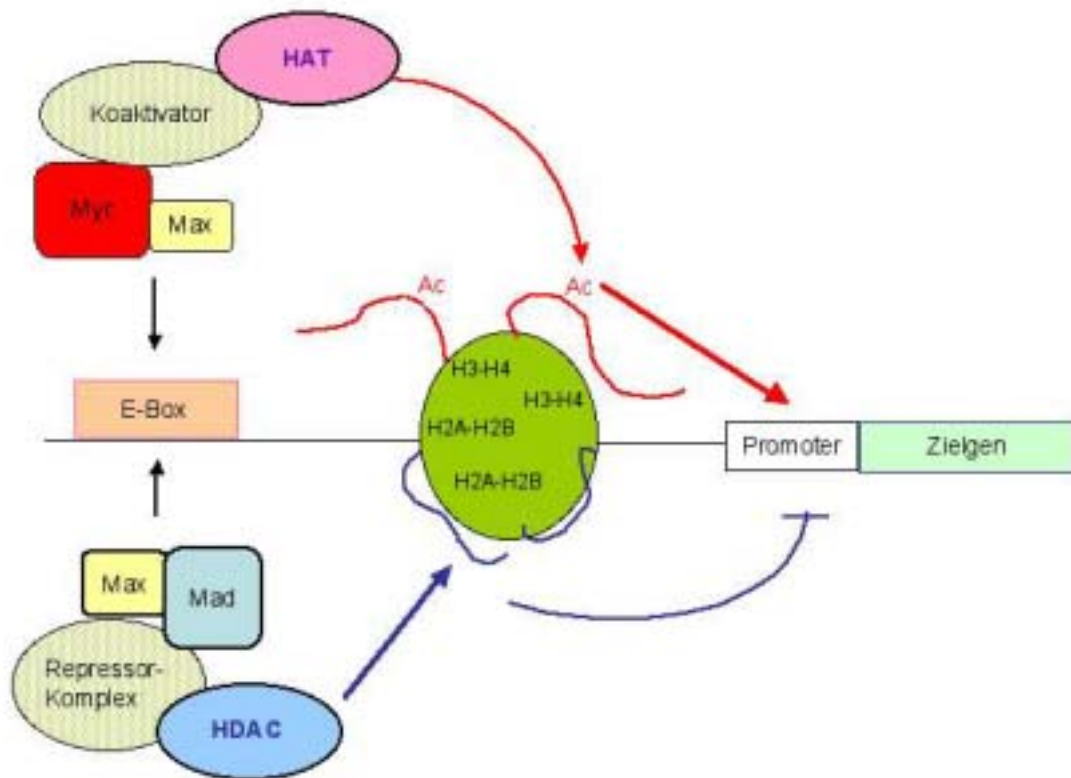 HAT
Koaktivator
Myc
Max
Ac
Ac
H3-H4
H3-H4
E-Box
H2A-H2B
Promoter
Zielgen
H2A-H2B
Max
Mad
Repressor-
Komplex
HDAC